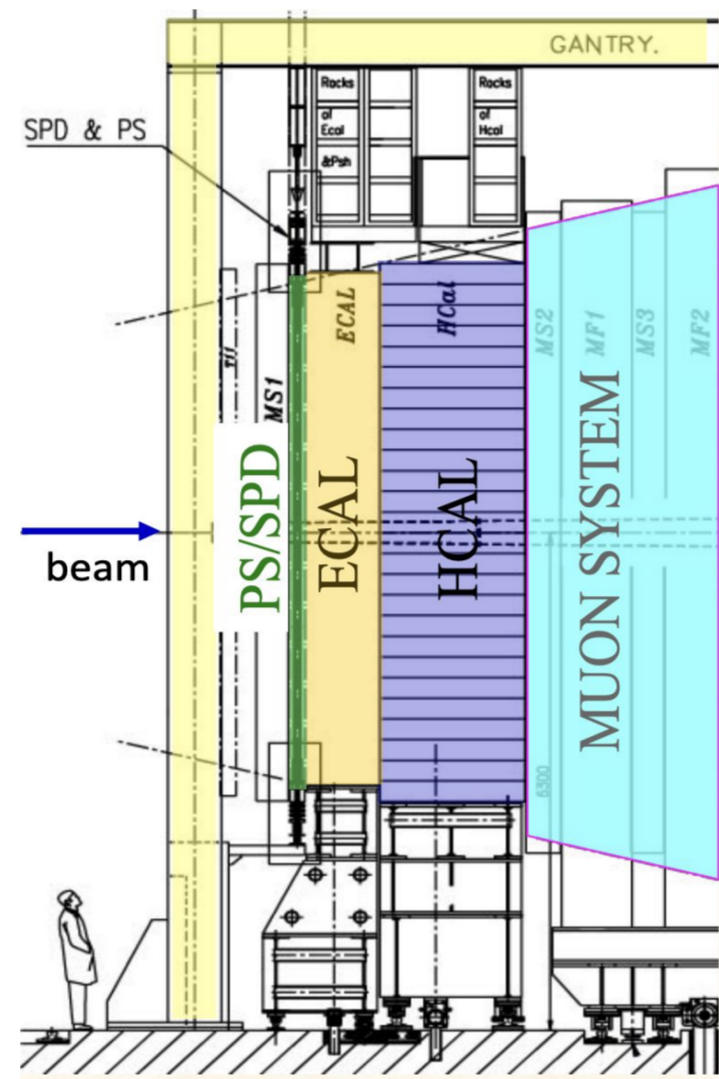 GANTRY.
SPD & PS
Racks
of
Ecal
&Psh
Racks
of
Hcal
ECAL
HCal
MS2
MF1
MS3
MF2
MS1
PS/SPD
ECAL
HCAL
MUON SYSTEM
beam
6300